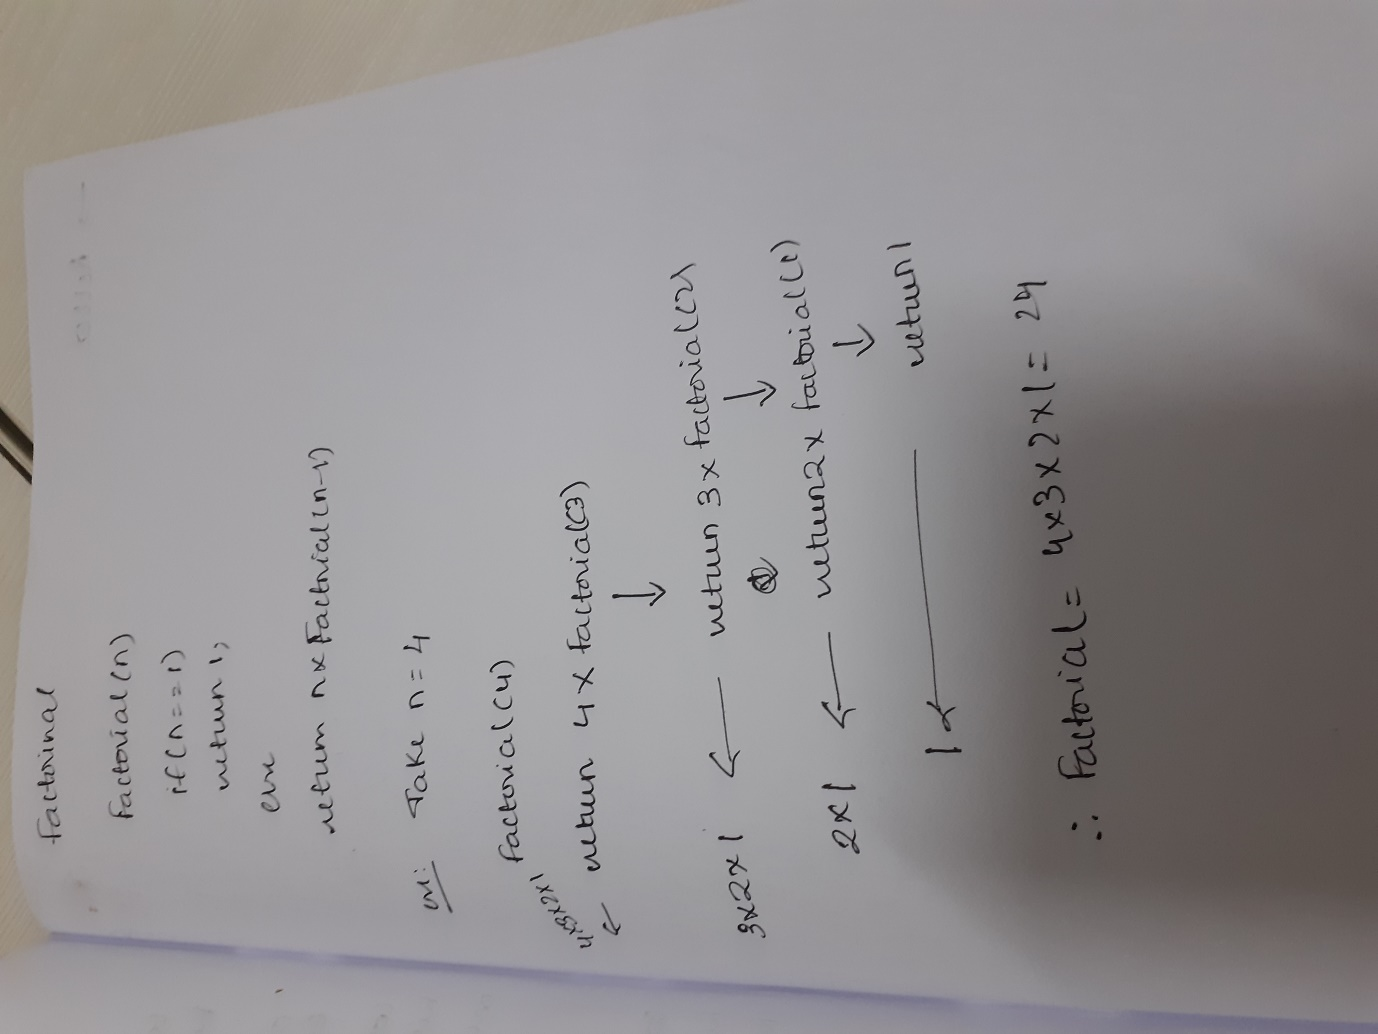 Factorinal
Factorial(n)
if(n==1)
return 1;
else
return n x Factorial(n-1)
ex: Take n = 4
factorial(4)
4x3x2x1 ← return 4 x factorial(3)
↓
3x2x1 ← return 3 x factorial(2)
↓
2x1 ← return 2 x factorial(1)
↓
1 ← return 1
∴ Factorial = 4x3x2x1 = 24